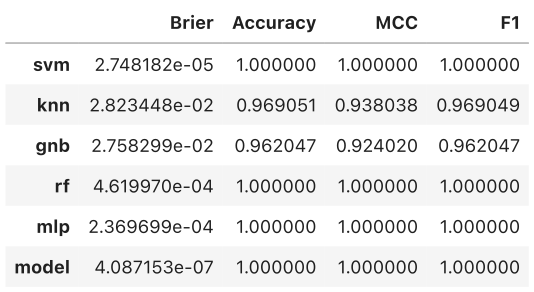 Brier Accuracy MCC F1
svm 2.748182e-05 1.000000 1.000000 1.000000
knn 2.823448e-02 0.969051 0.938038 0.969049
gnb 2.758299e-02 0.962047 0.924020 0.962047
rf 4.619970e-04 1.000000 1.000000 1.000000
mlp 2.369699e-04 1.000000 1.000000 1.000000
model 4.087153e-07 1.000000 1.000000 1.000000